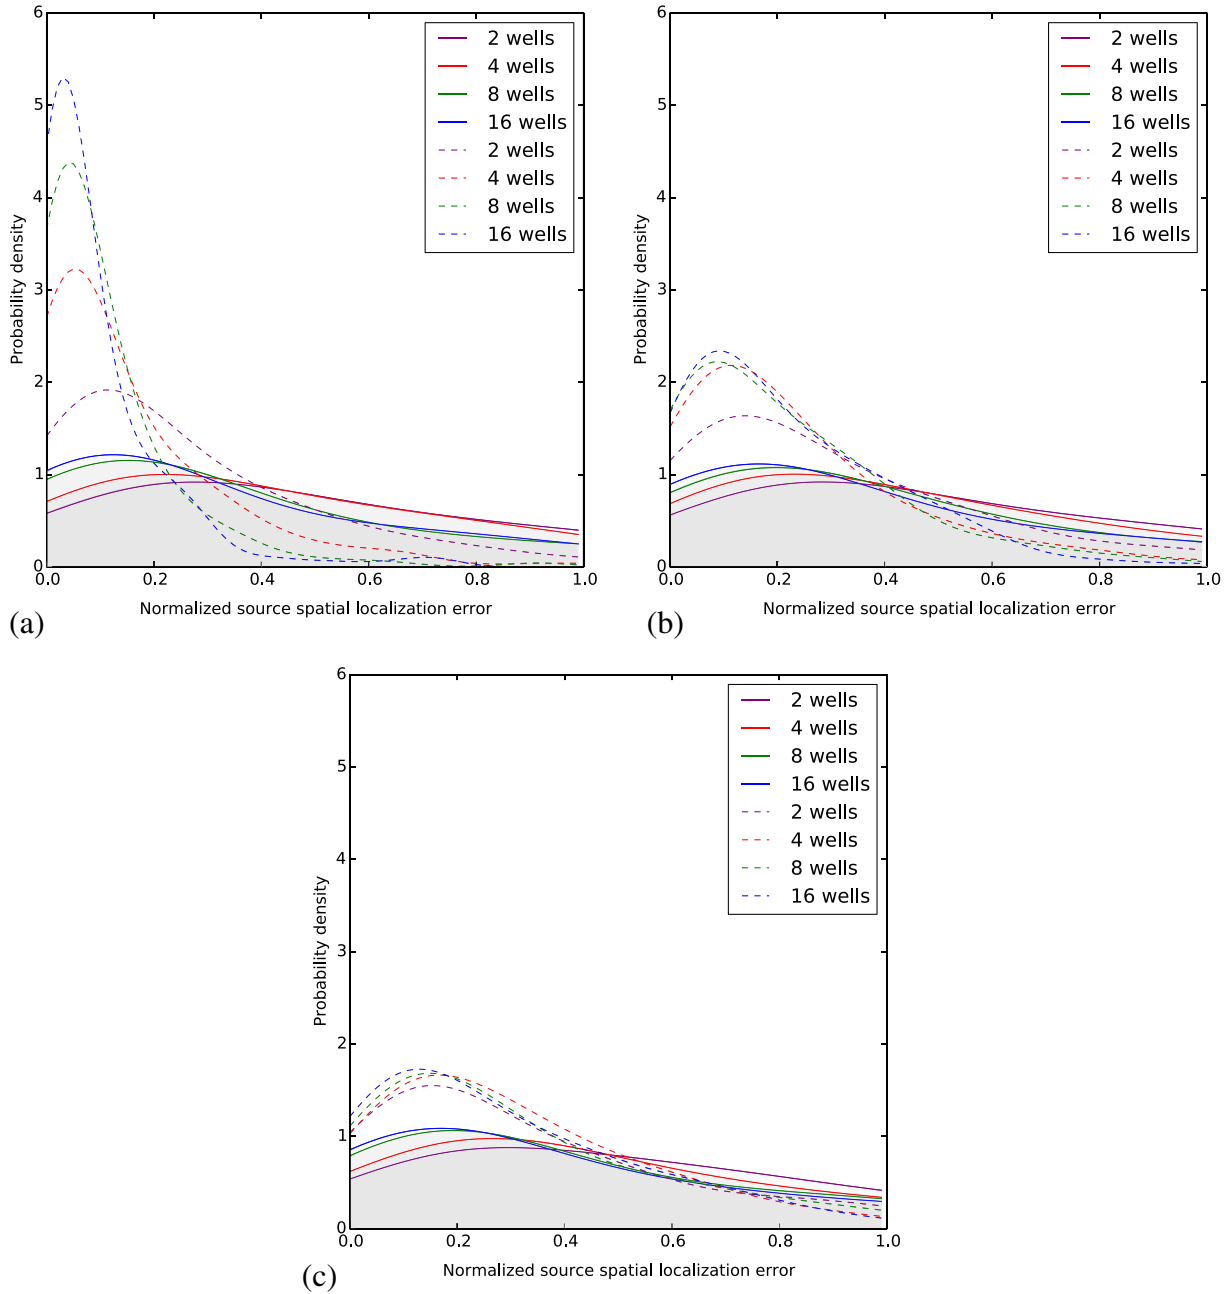 6
5
4
3
2
1
0
Probability density
2 wells
4 wells
8 wells
16 wells
2 wells
4 wells
8 wells
16 wells
0.0 0.2 0.4 0.6 0.8 1.0
Normalized source spatial localization error
(a)
6
5
4
3
2
1
0
Probability density
2 wells
4 wells
8 wells
16 wells
2 wells
4 wells
8 wells
16 wells
0.0 0.2 0.4 0.6 0.8 1.0
Normalized source spatial localization error
(b)
6
5
4
3
2
1
0
Probability density
2 wells
4 wells
8 wells
16 wells
2 wells
4 wells
8 wells
16 wells
0.0 0.2 0.4 0.6 0.8 1.0
Normalized source spatial localization error
(c)